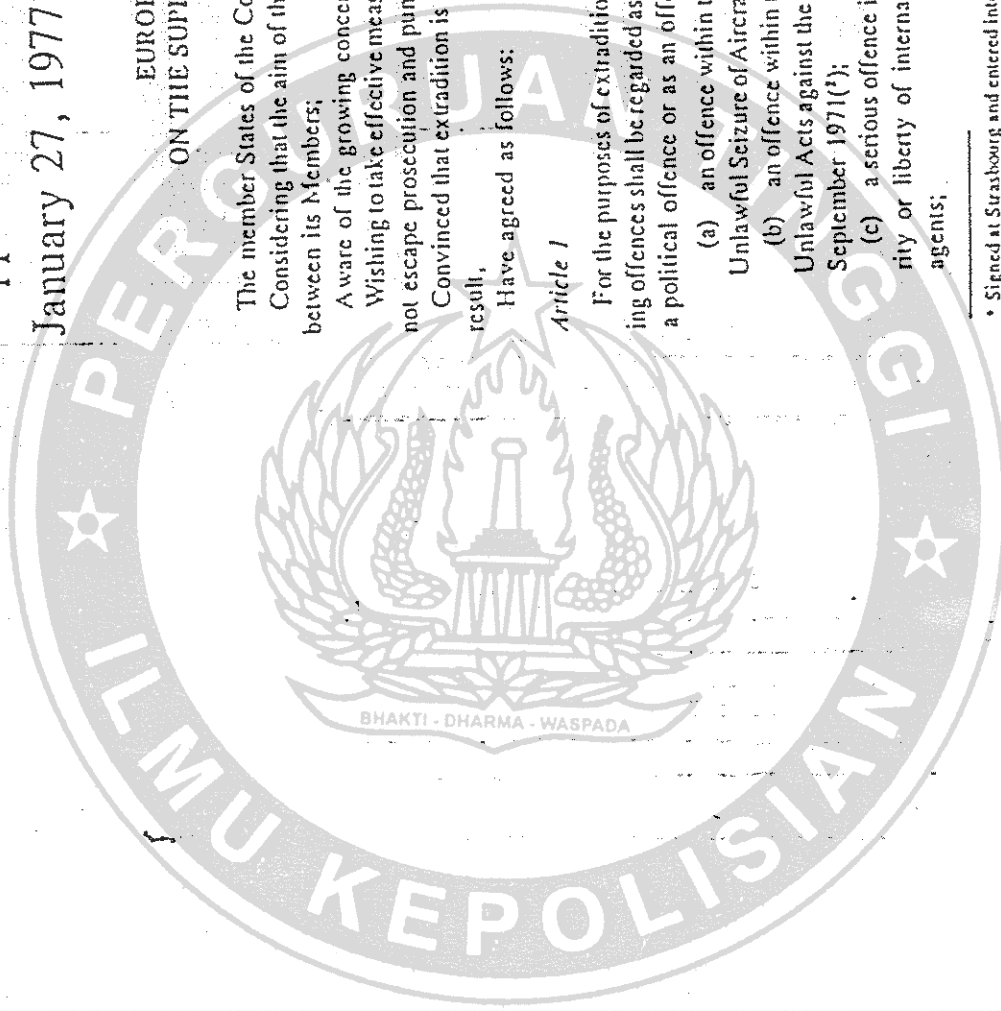 January 27, 1977
EUROP
ON THE SUPP
The member States of the Co
Considering that the aim of th
between its Members;
Aware of the growing concer
Wishing to take effective meas
not escape prosecution and pun
Convinced that extradition is
result,
Have agreed as follows:
Article 1
For the purposes of extraditio
ing offences shall be regarded as
a political offence or as an offe
(a) an offence within t
Unlawful Seizure of Aircra
(b) an offence within t
Unlawful Acts against the
September 1971(²);
(c) a serious offence i
rity or liberty of interna
agents;
* Signed at Strasbourg and entered into
PERGURUAN TINGGI
ILMU KEPOLISIAN
BHAKTI - DHARMA - WASPADA